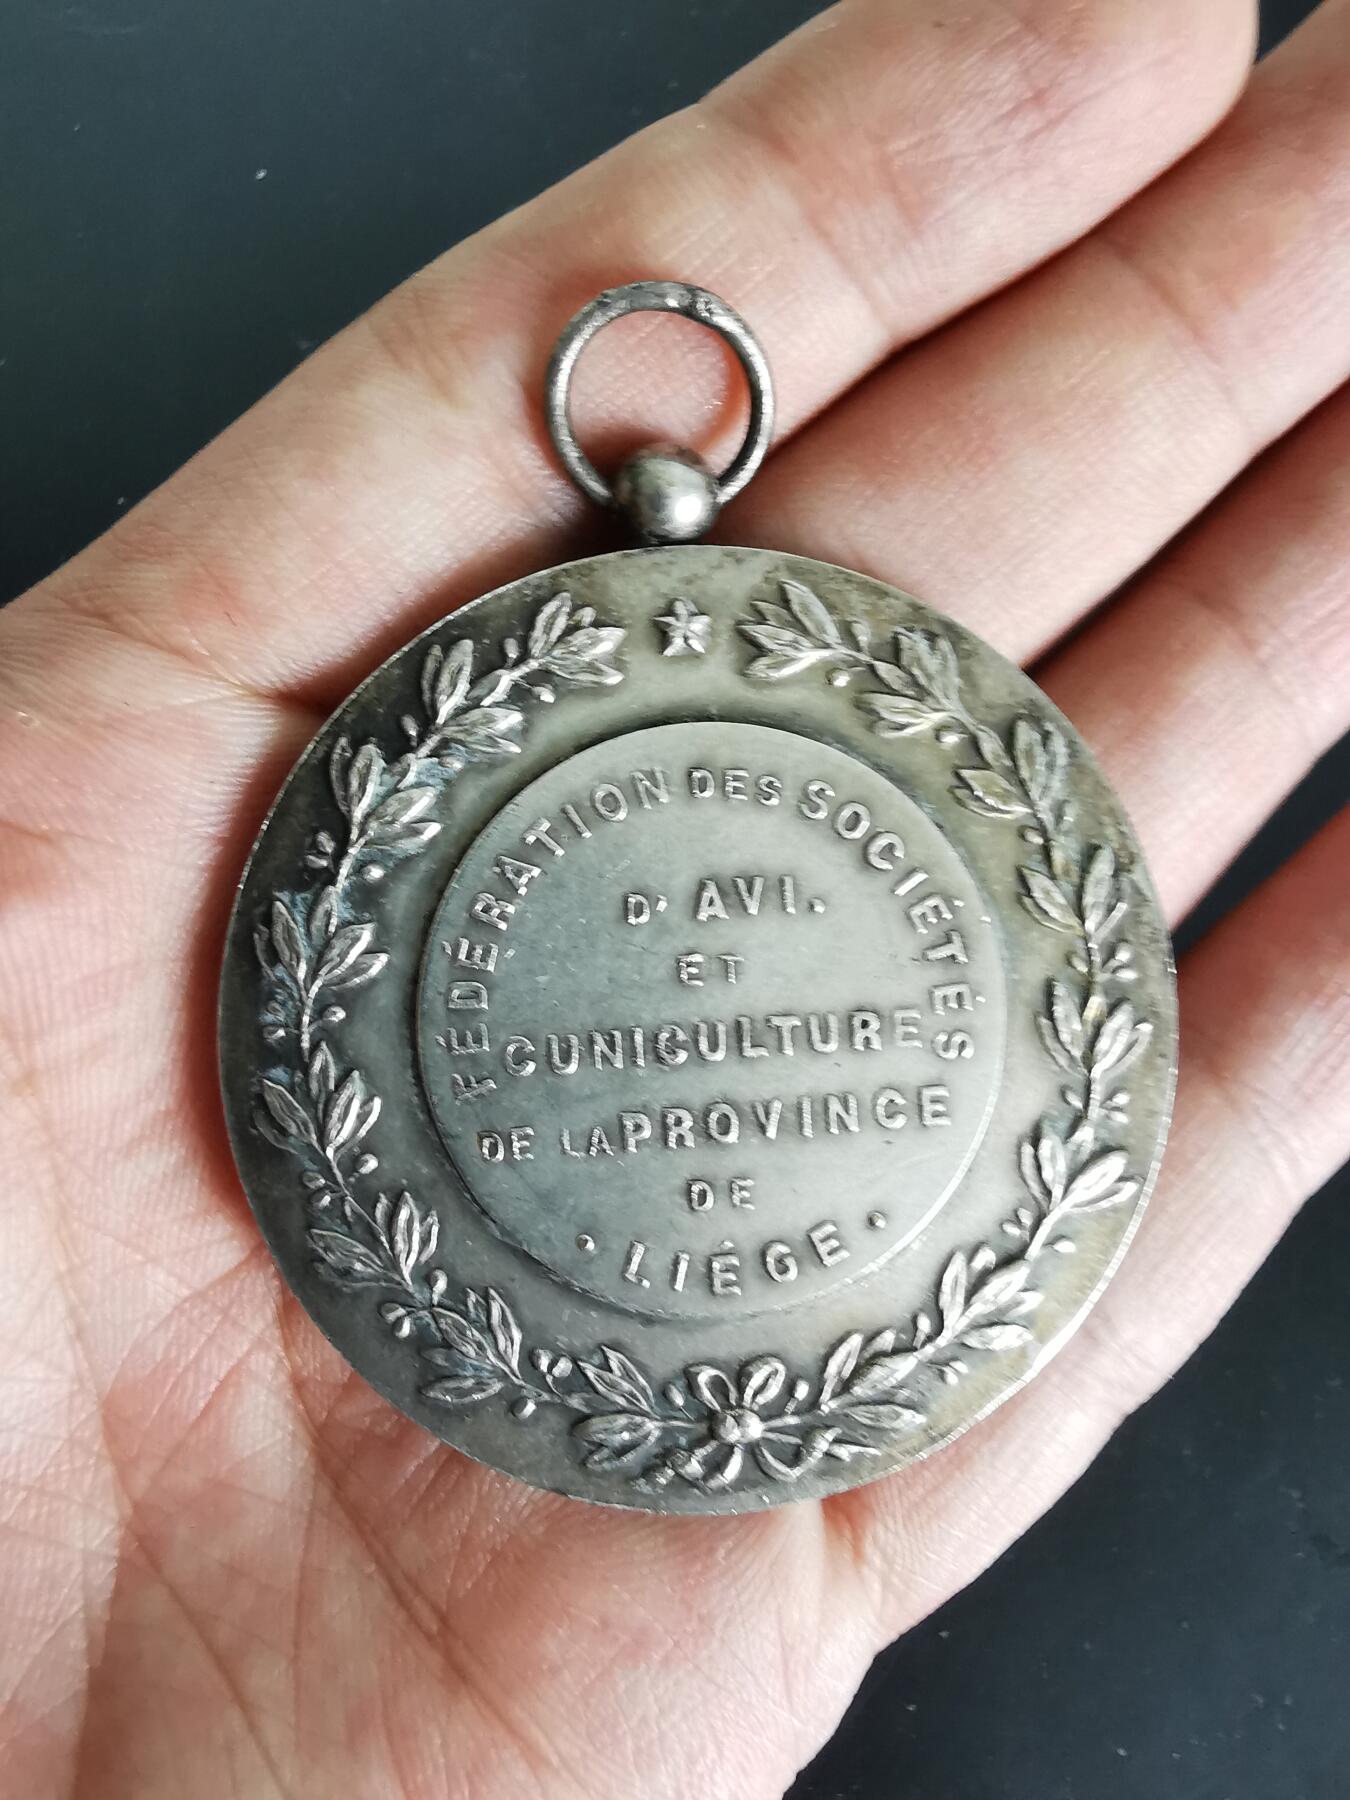 FÉDÉRATION DES SOCIÉTÉS
D'AVI.
ET
CUNICULTURE
DE LA PROVINCE
DE
· LIÉGE ·